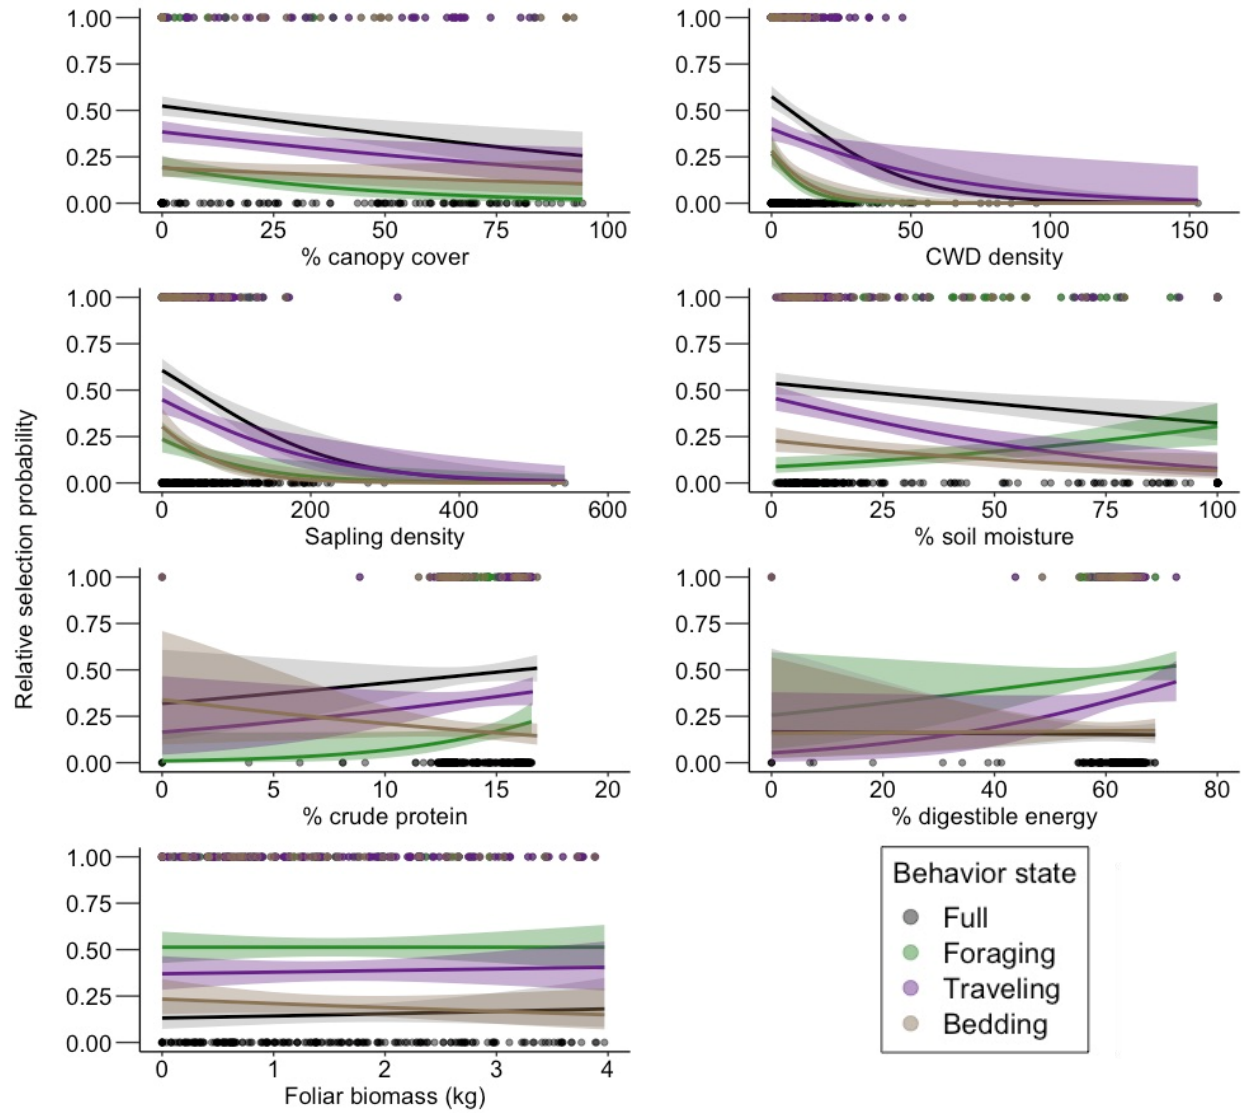 Relative selection probability
1.00
0.75
0.50
0.25
0.00
0 25 50 75 100
% canopy cover
1.00
0.75
0.50
0.25
0.00
0 50 100 150
CWD density
1.00
0.75
0.50
0.25
0.00
0 200 400 600
Sapling density
1.00
0.75
0.50
0.25
0.00
0 25 50 75 100
% soil moisture
1.00
0.75
0.50
0.25
0.00
0 5 10 15 20
% crude protein
1.00
0.75
0.50
0.25
0.00
0 20 40 60 80
% digestible energy
1.00
0.75
0.50
0.25
0.00
0 1 2 3 4
Foliar biomass (kg)
Behavior state
Full
Foraging
Traveling
Bedding